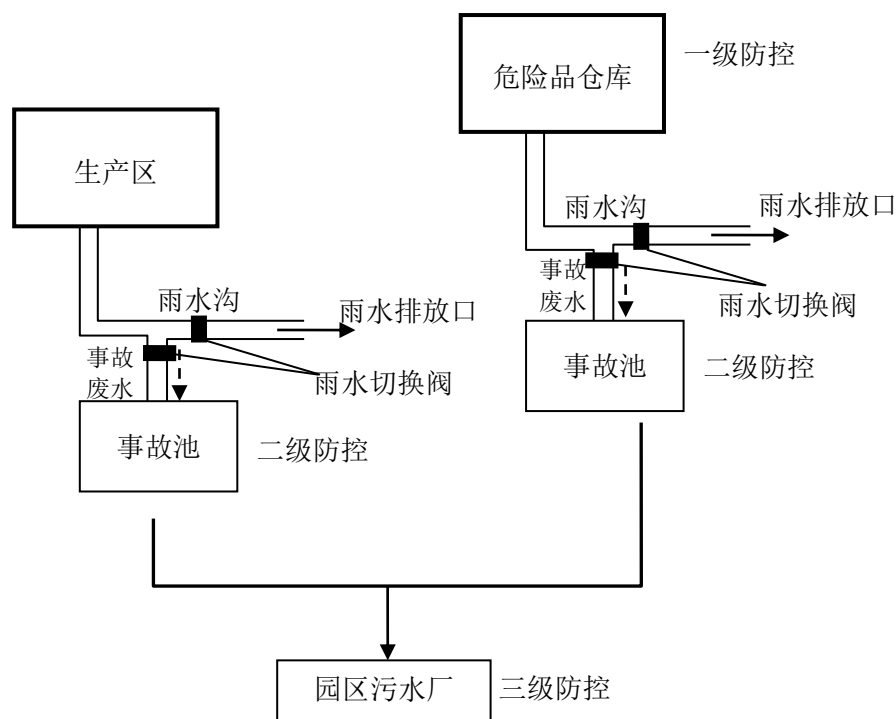 危险品仓库
一级防控
生产区
雨水沟
雨水排放口
事故
废水
雨水切换阀
事故池
二级防控
雨水沟
雨水排放口
事故
废水
雨水切换阀
事故池
二级防控
园区污水厂
三级防控